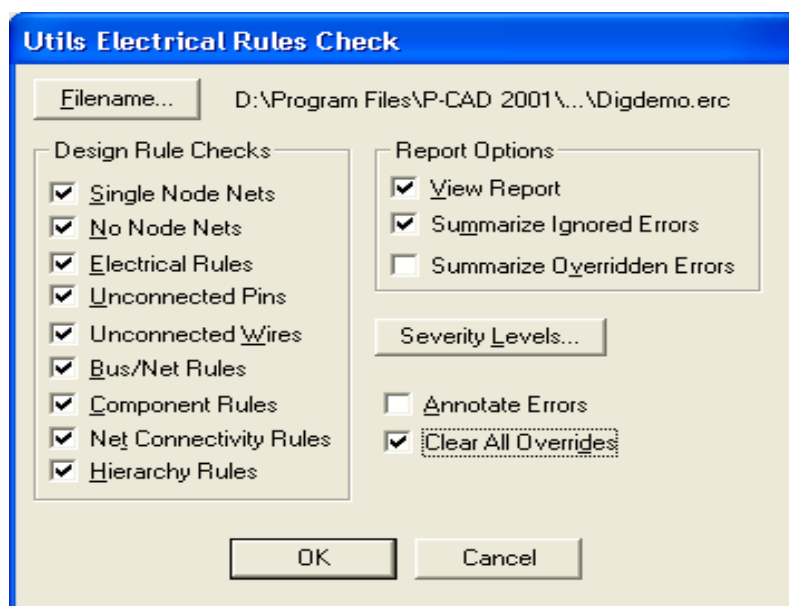 Utils Electrical Rules Check
Filename... D:\Program Files\P-CAD 2001\...\Digdemo.erc
Design Rule Checks
Single Node Nets
No Node Nets
Electrical Rules
Unconnected Pins
Unconnected Wires
Bus/Net Rules
Component Rules
Net Connectivity Rules
Hierarchy Rules
Report Options
View Report
Summarize Ignored Errors
Summarize Overridden Errors
Severity Levels...
Annotate Errors
Clear All Overrides
OK
Cancel